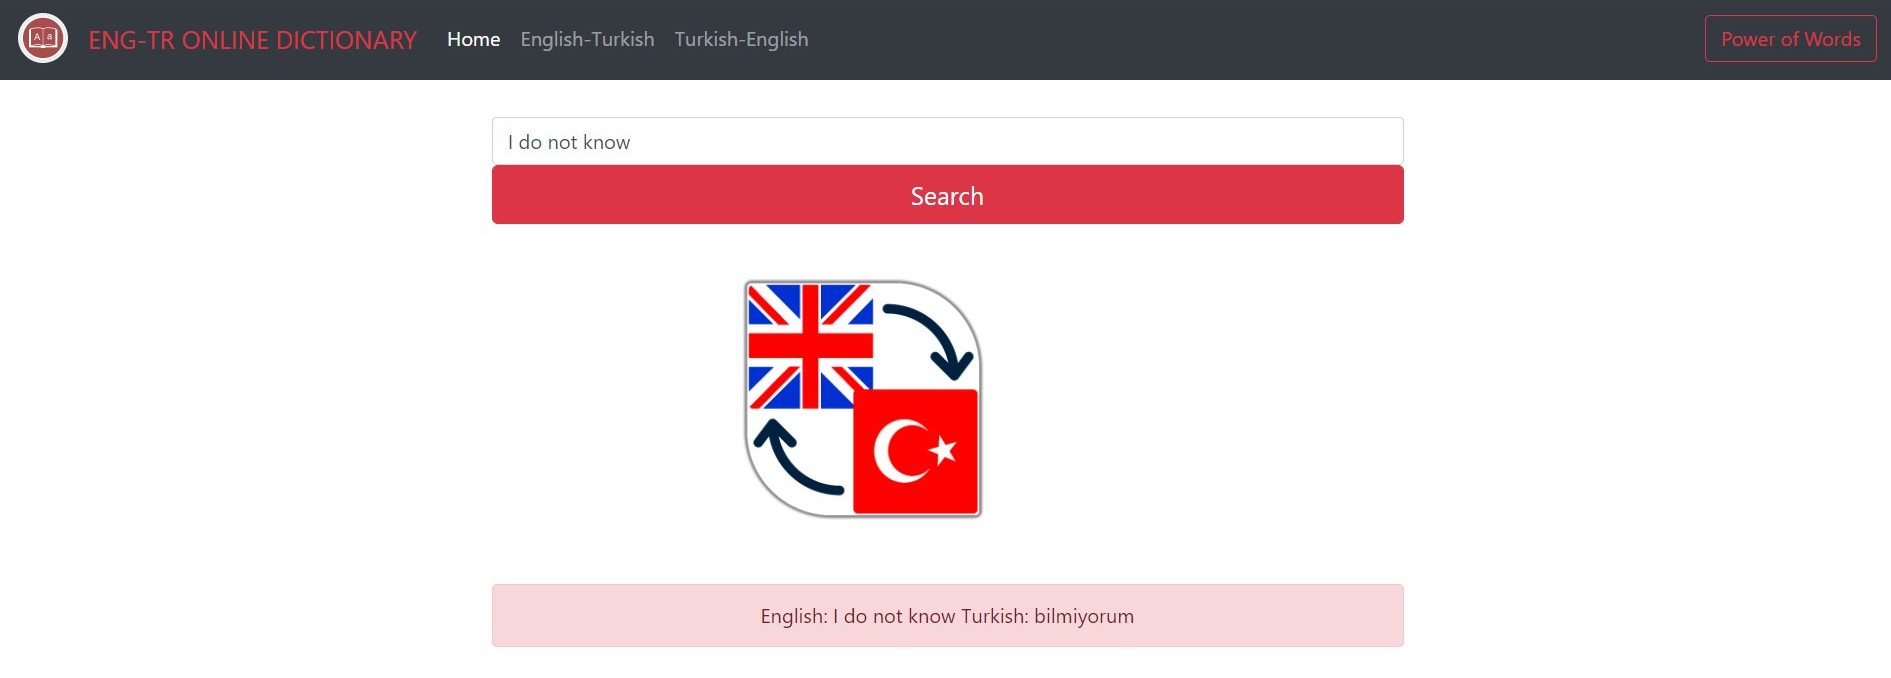 A a
ENG-TR ONLINE DICTIONARY Home English-Turkish Turkish-English Power of Words
I do not know
Search
English: I do not know Turkish: bilmiyorum